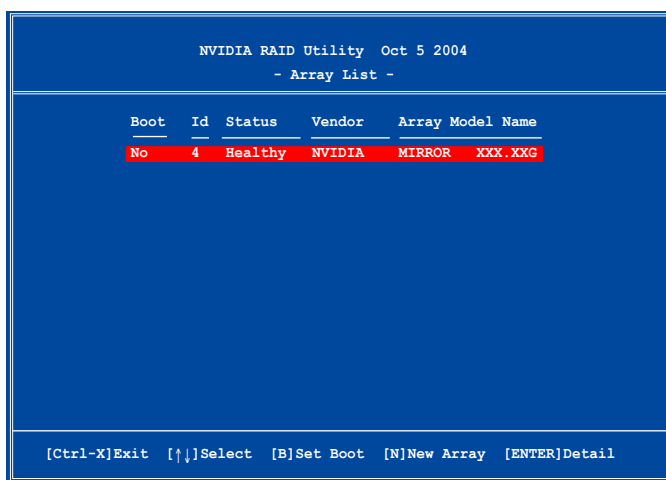 NVIDIA RAID Utility Oct 5 2004
- Array List -
Boot Id Status Vendor Array Model Name
No 4 Healthy NVIDIA MIRROR XXX.XXG
[Ctrl-X]Exit [↑↓]Select [B]Set Boot [N]New Array [ENTER]Detail